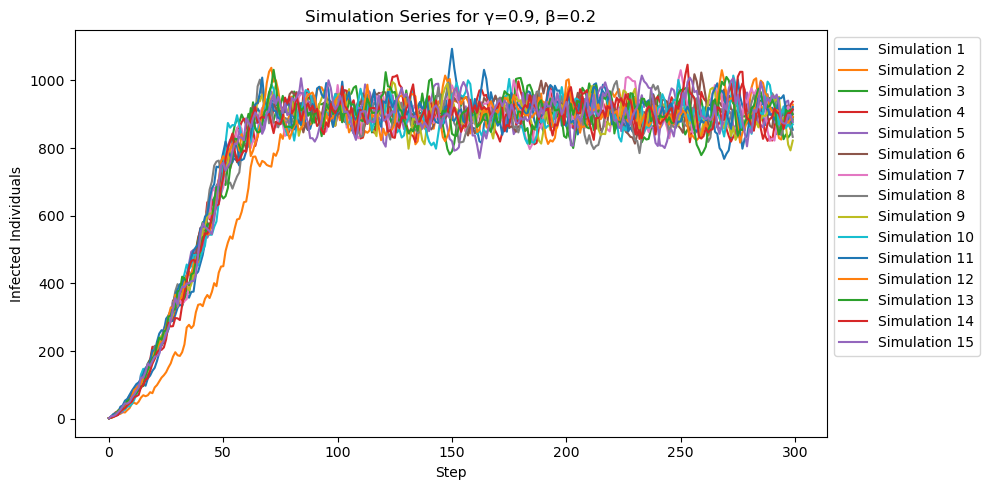 Simulation Series for γ=0.9, β=0.2
Infected Individuals
1000
800
600
400
200
0
0 50 100 150 200 250 300
Step
Simulation 1
Simulation 2
Simulation 3
Simulation 4
Simulation 5
Simulation 6
Simulation 7
Simulation 8
Simulation 9
Simulation 10
Simulation 11
Simulation 12
Simulation 13
Simulation 14
Simulation 15